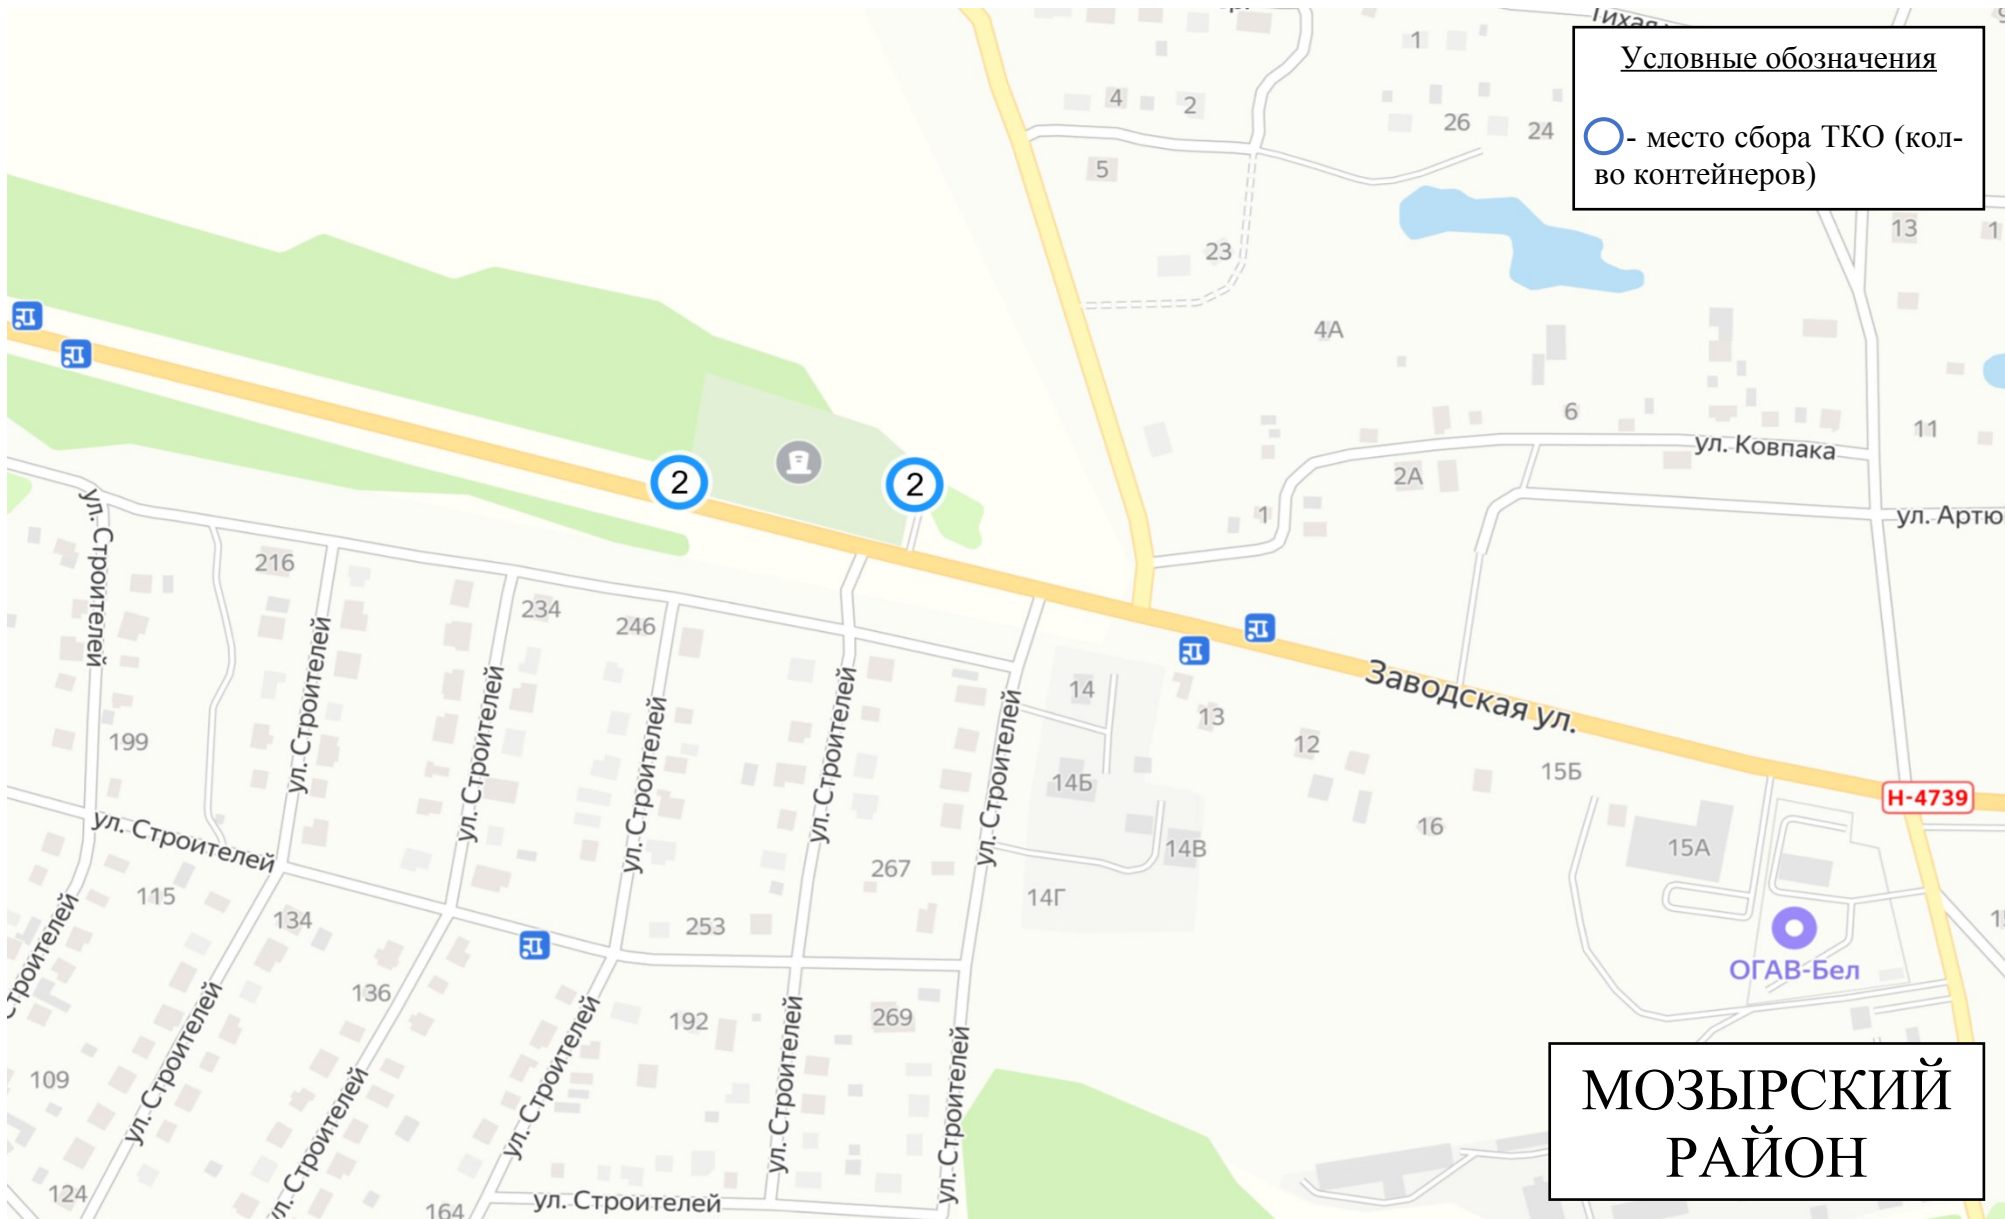 Тихая
Условные обозначения
- место сбора ТКО (кол-
во контейнеров)
1
4
2
26
24
5
13
1
23
4А
6
11
ул. Ковпака
2А
2
2
1
ул. Артю
ул. Строителей
216
234
246
ул. Строителей
ул. Строителей
ул. Строителей
ул. Строителей
ул. Строителей
14
13
Заводская ул.
12
199
14Б
15Б
Н-4739
16
ул. Строителей
15А
14В
267
115
14Г
134
253
ОГАВ-Бел
136
троителей
ул. Строителей
ул. Строителей
ул. Строителей
ул. Строителей
ул. Строителей
192
269
109
МОЗЫРСКИЙ
РАЙОН
124
164
ул. Строителей